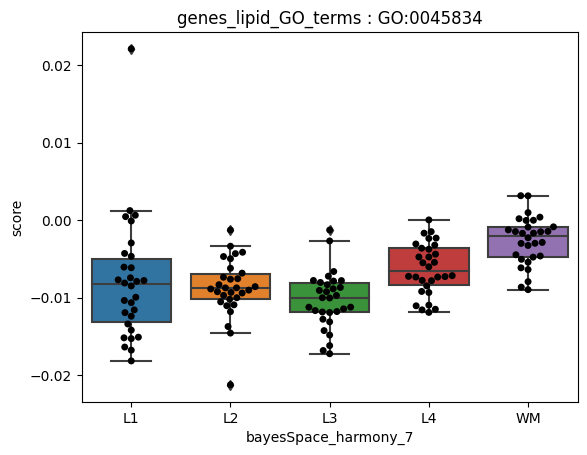 genes_lipid_GO_terms : GO:0045834
0.02
0.01
0.00
−0.01
−0.02
score
L1 L2 L3 L4 WM
bayesSpace_harmony_7